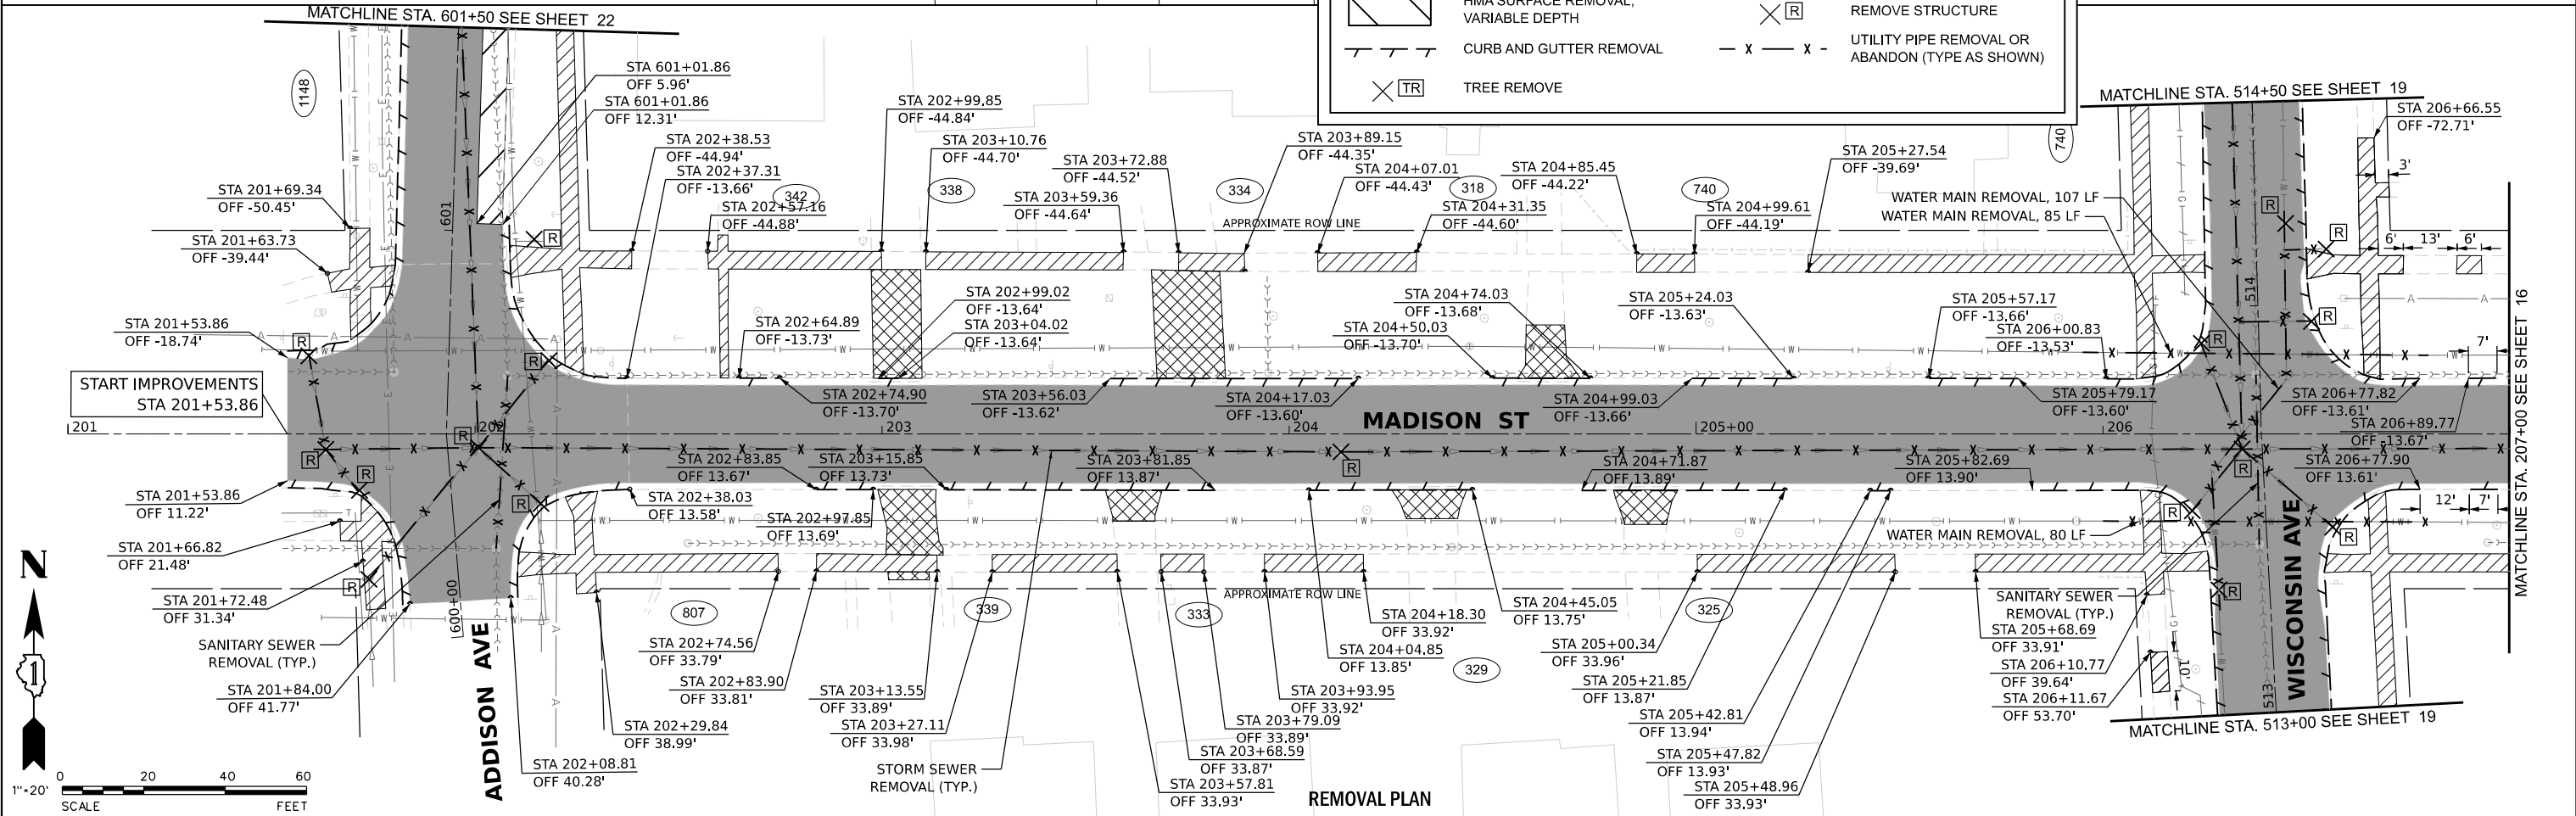 MATCHLINE STA. 601+50 SEE SHEET 22
HMA SURFACE REMOVAL,
VARIABLE DEPTH
R
REMOVE STRUCTURE
CURB AND GUTTER REMOVAL
X
X
UTILITY PIPE REMOVAL OR
ABANDON (TYPE AS SHOWN)
TR
TREE REMOVE
MATCHLINE STA. 514+50 SEE SHEET 19
1148
740
STA 601+01.86
OFF 5.96'
STA 601+01.86
OFF 12.31'
STA 202+38.53
OFF -44.94'
STA 202+37.31
OFF -13.66'
STA 202+57.16
OFF -44.88'
342
STA 202+99.85
OFF -44.84'
STA 203+10.76
OFF -44.70'
338
STA 203+72.88
OFF -44.52'
STA 203+59.36
OFF -44.64'
334
STA 203+89.15
OFF -44.35'
STA 204+07.01
OFF -44.43'
318
STA 204+31.35
OFF -44.60'
STA 204+85.45
OFF -44.22'
740
STA 204+99.61
OFF -44.19'
STA 205+27.54
OFF -39.69'
WATER MAIN REMOVAL, 107 LF
WATER MAIN REMOVAL, 85 LF
STA 206+66.55
OFF -72.71'
3'
6'
13'
6'
APPROXIMATE ROW LINE
STA 201+69.34
OFF -50.45'
STA 201+63.73
OFF -39.44'
STA 201+53.86
OFF -18.74'
START IMPROVEMENTS
STA 201+53.86
601
R
R
R
R
R
R
R
STA 202+64.89
OFF -13.73'
STA 202+99.02
OFF -13.64'
STA 203+04.02
OFF -13.64'
STA 204+74.03
OFF -13.68'
STA 204+50.03
OFF -13.70'
STA 205+24.03
OFF -13.63'
STA 205+57.17
OFF -13.66'
STA 206+00.83
OFF -13.53'
514
7'
STA 202+74.90
OFF -13.70'
STA 203+56.03
OFF -13.62'
STA 204+17.03
OFF -13.60'
STA 204+99.03
OFF -13.66'
STA 205+79.17
OFF -13.60'
STA 206+77.82
OFF -13.61'
STA 206+89.77
OFF -13.67'
MADISON ST
201
202
203
204
205+00
206
R
R
R
R
R
R
R
R
STA 202+83.85
OFF 13.67'
STA 203+15.85
OFF 13.73'
STA 203+81.85
OFF 13.87'
STA 204+71.87
OFF 13.89'
STA 205+82.69
OFF 13.90'
STA 206+77.90
OFF 13.61'
12'
7'
STA 201+53.86
OFF 11.22'
STA 202+38.03
OFF 13.58'
STA 202+97.85
OFF 13.69'
STA 201+66.82
OFF 21.48'
WATER MAIN REMOVAL, 80 LF
R
R
STA 201+72.48
OFF 31.34'
SANITARY SEWER
REMOVAL (TYP.)
STA 201+84.00
OFF 41.77'
600+00
ADDISON AVE
807
STA 202+74.56
OFF 33.79'
STA 202+83.90
OFF 33.81'
STA 202+29.84
OFF 38.99'
STA 202+08.81
OFF 40.28'
STA 203+13.55
OFF 33.89'
STA 203+27.11
OFF 33.98'
STORM SEWER
REMOVAL (TYP.)
339
333
APPROXIMATE ROW LINE
STA 204+18.30
OFF 33.92'
STA 204+04.85
OFF 13.85'
STA 203+93.95
OFF 33.92'
STA 203+79.09
OFF 33.89'
STA 203+68.59
OFF 33.87'
STA 203+57.81
OFF 33.93'
STA 204+45.05
OFF 13.75'
329
325
STA 205+00.34
OFF 33.96'
STA 205+21.85
OFF 13.87'
STA 205+42.81
OFF 13.94'
STA 205+47.82
OFF 13.93'
STA 205+48.96
OFF 33.93'
SANITARY SEWER
REMOVAL (TYP.)
STA 205+68.69
OFF 33.91'
STA 206+10.77
OFF 39.64'
STA 206+11.67
OFF 53.70'
10'
513
WISCONSIN AVE
MATCHLINE STA. 513+00 SEE SHEET 19
MATCHLINE STA. 207+00 SEE SHEET 16
N
1
1"=20'
0 20 40 60
SCALE FEET
REMOVAL PLAN